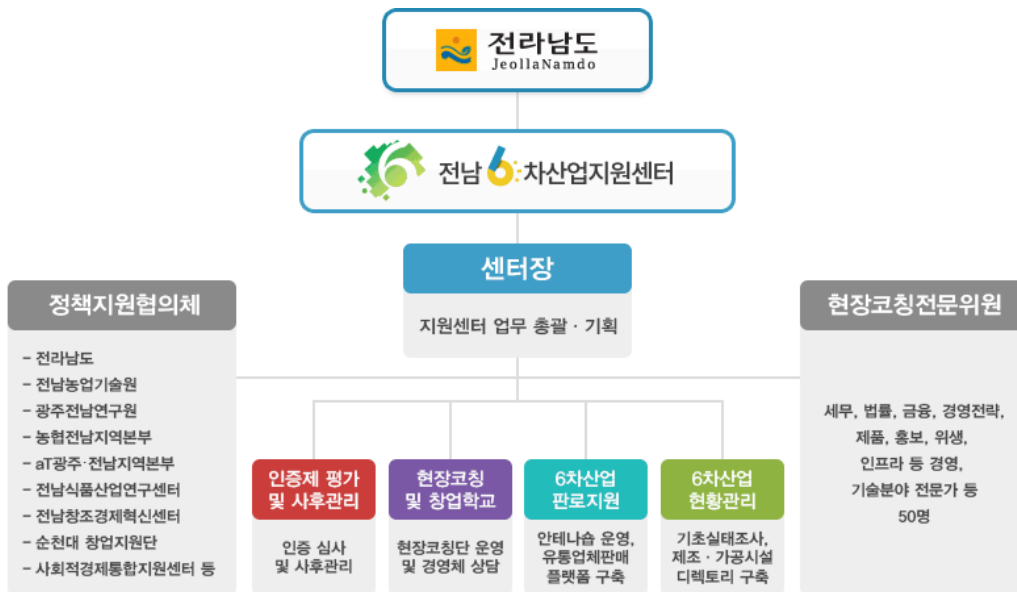 전라남도
JeollaNamdo
전남 6차산업지원센터
센터장
지원센터 업무 총괄 · 기획
정책지원협의체
- 전라남도
- 전남농업기술원
- 광주전남연구원
- 농협전남지역본부
- aT광주·전남지역본부
- 전남식품산업연구센터
- 전남창조경제혁신센터
- 순천대 창업지원단
- 사회적경제통합지원센터 등
인증제 평가
및 사후관리
인증 심사
및 사후관리
현장코칭
및 창업학교
현장코칭단 운영
및 경영체 상담
6차산업
판로지원
안테나숍 운영,
유통업체판매
플랫폼 구축
6차산업
현황관리
기초실태조사,
제조 · 가공시설
디렉토리 구축
현장코칭전문위원
세무, 법률, 금융, 경영전략,
제품, 홍보, 위생,
인프라 등 경영,
기술분야 전문가 등
50명